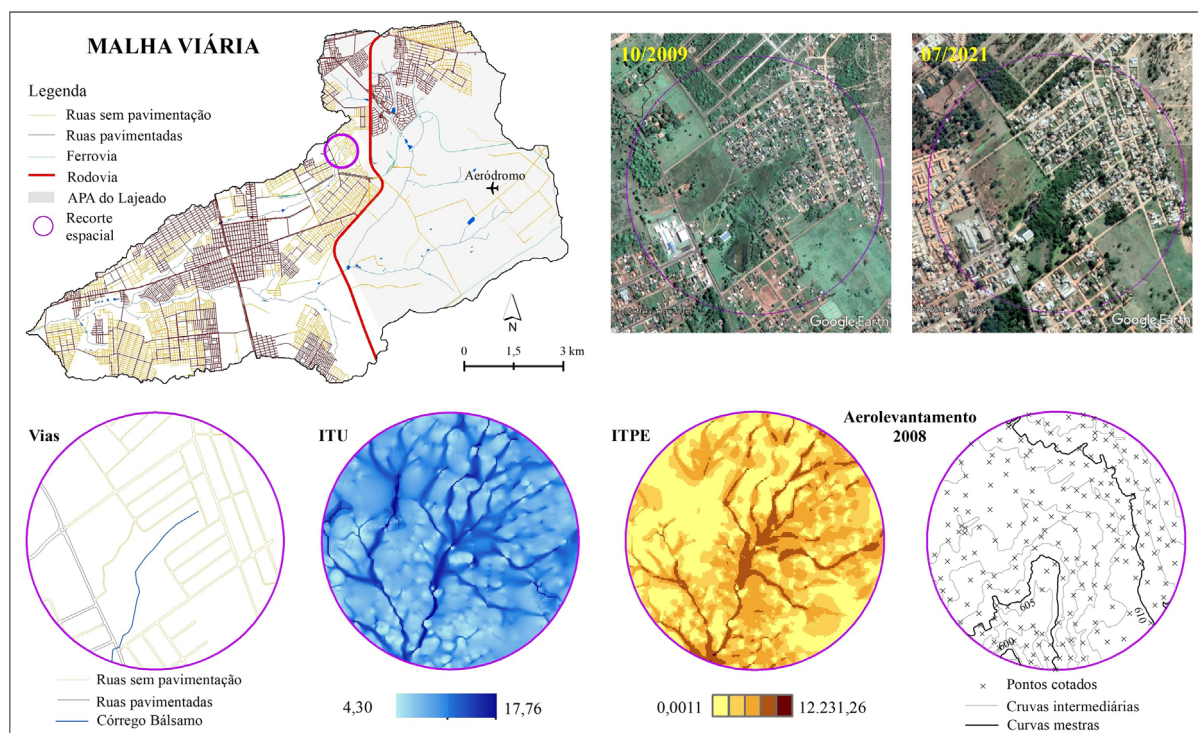 MALHA VIÁRIA
Legenda
Ruas sem pavimentação
Ruas pavimentadas
Ferrovia
Rodovia
APA do Lajeado
Recorte
espacial
Aeródromo
N
0 1,5 3 km
10/2009
Google Earth
07/2021
Google Earth
Vias
Ruas sem pavimentação
Ruas pavimentadas
Córrego Bálsamo
ITU
4,30 17,76
ITPE
0,0011 12.231,26
Aerolevantamento
2008
605
600
610
Pontos cotados
Cruvas intermediárias
Curvas mestras